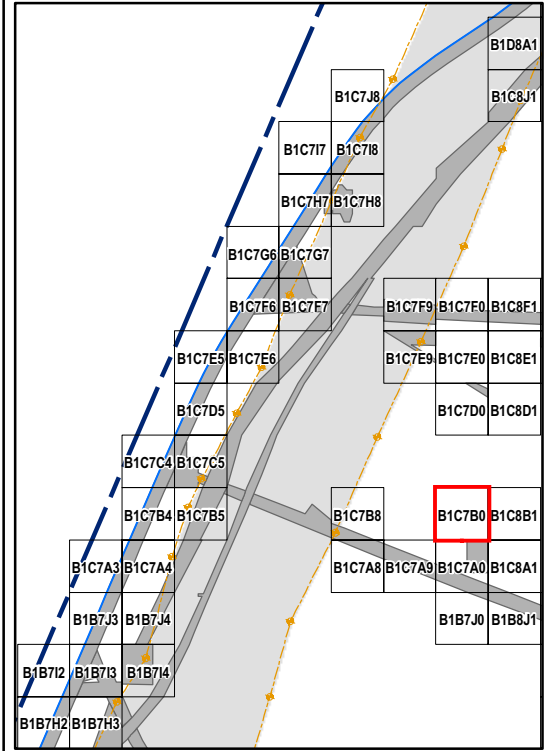 B1D8A1
B1C7J8
B1C8J1
B1C7I7 B1C7I8
B1C7H7 B1C7H8
B1C7G6 B1C7G7
B1C7F6 B1C7F7 B1C7F9 B1C7F0 B1C8F1
B1C7E5 B1C7E6 B1C7E9 B1C7E0 B1C8E1
B1C7D5 B1C7D0 B1C8D1
B1C7C4 B1C7C5
B1C7B4 B1C7B5 B1C7B8 B1C7B0 B1C8B1
B1C7A3 B1C7A4 B1C7A8 B1C7A9 B1C7A0 B1C8A1
B1B7J3 B1B7J4 B1B7J0 B1B8J1
B1B7I2 B1B7I3 B1B7I4
B1B7H2 B1B7H3